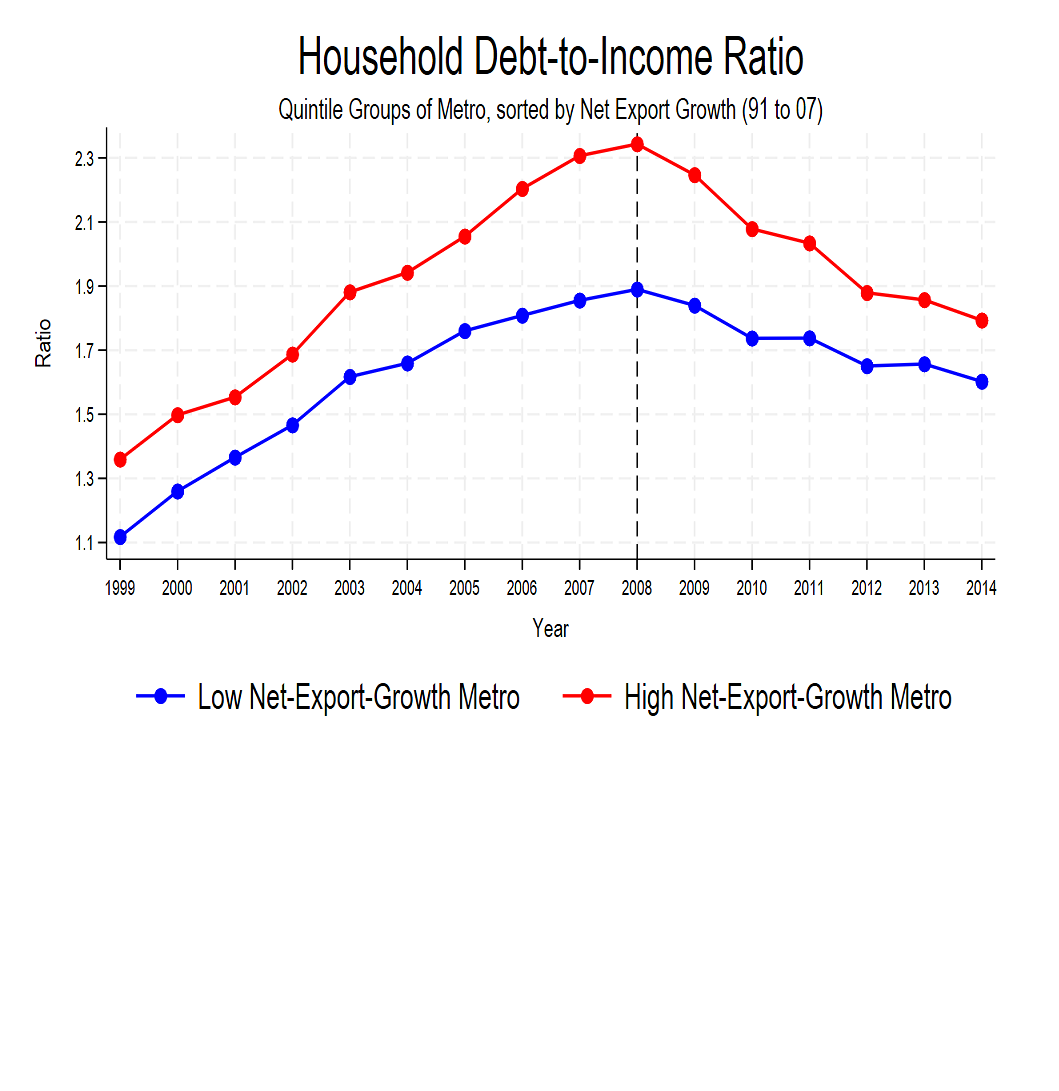 Household Debt-to-Income Ratio
Quintile Groups of Metro, sorted by Net Export Growth (91 to 07)
2.3
2.1
1.9
1.7
1.5
1.3
1.1
Ratio
1999 2000 2001 2002 2003 2004 2005 2006 2007 2008 2009 2010 2011 2012 2013 2014
Year
Low Net-Export-Growth Metro High Net-Export-Growth Metro